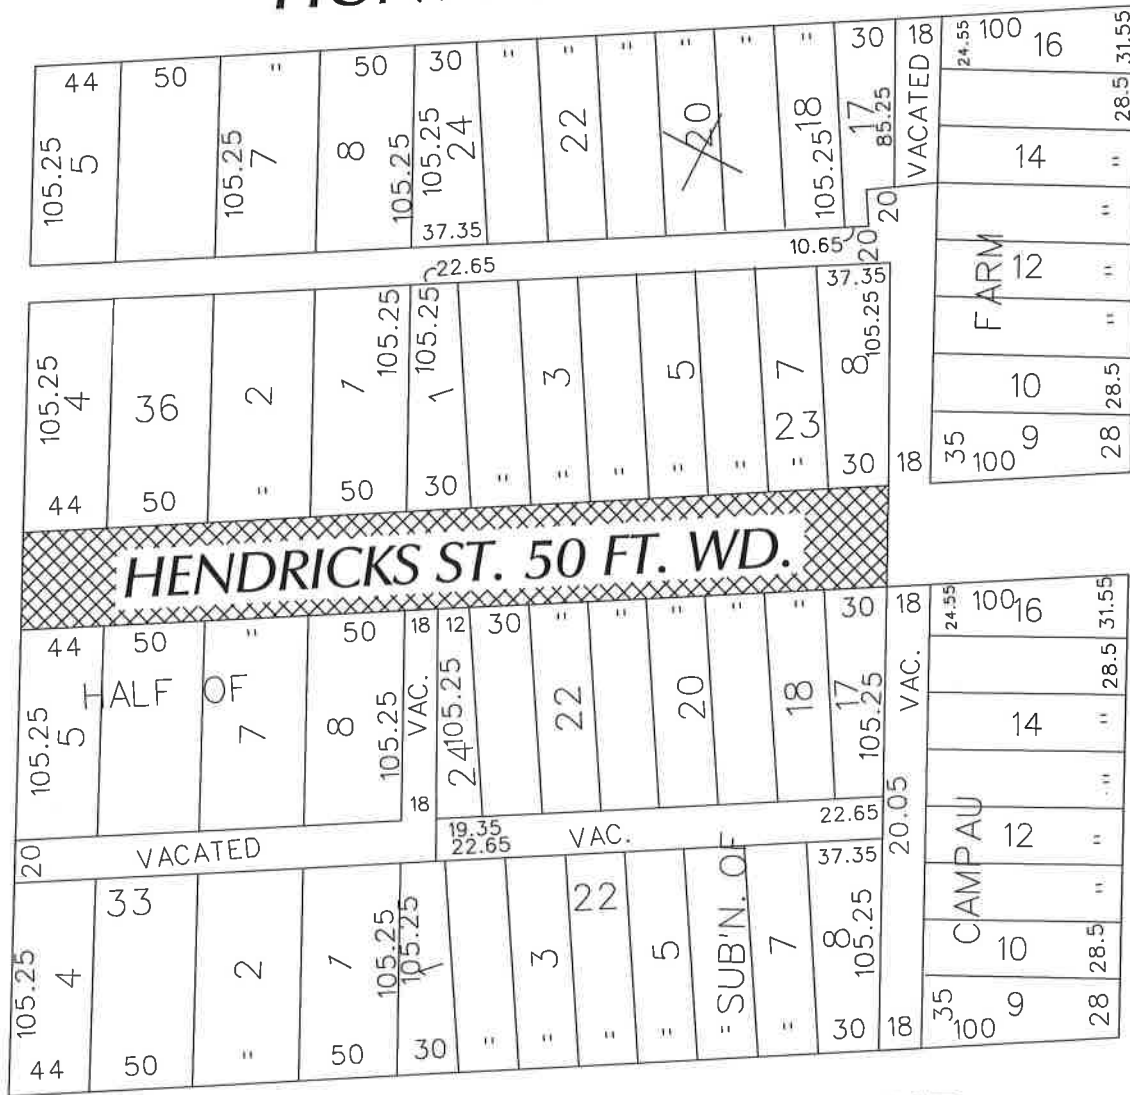 44 50 " 50 30 " " " " " " 30 18 24.55 100 16 31.55
105.25 5 105.25 7 8 105.25 105.25 24 22 20 105.25 18 17 85.25 VACATED 28.5
14 "
"
37.35 10.65 20 20
12 "
FARM
22.65 37.35
"
105.25 4 36 2 1 105.25 105.25 1 3 5 7 8 105.25
10 28.5
23
44 50 " 50 30 " " " " " " 30 18 35 100 9 28
HENDRICKS ST. 50 FT. WD.
44 50 " 50 18 12 30 " " " " " 30 18 24.55 100 16 31.55
HALF OF
28.5
105.25 5 7 8 105.25 VAC. 24 105.25 22 20 18 17 105.25 VAC.
14 "
18
"
19.35 22.65
20 VACATED 22.65 VAC. 20.05
12 "
CAMPAU
37.35
33 22
"
105.25 4 2 1 105.25 105.25 1 3 5 "SUB'N. OF 7 8 105.25
10 28.5
44 50 " 50 30 " " " " " 30 18 35 100 9 28